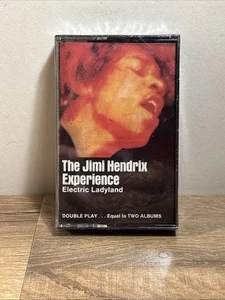 The Jimi Hendrix
Experience
Electric Ladyland
DOUBLE PLAY . . . Equal to TWO ALBUMS